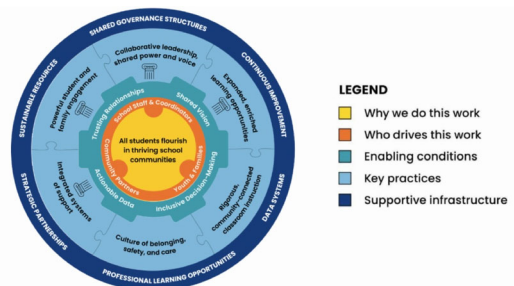 SHARED GOVERNANCE STRUCTURES
CONTINUOUS IMPROVEMENT
DATA SYSTEMS
PROFESSIONAL LEARNING OPPORTUNITIES
STRATEGIC PARTNERSHIPS
SUSTAINABLE RESOURCES
Collaborative leadership,
shared power and voice
Expanded, enriched
learning opportunities
Rigorous,
community-connected
classroom instruction
Culture of belonging,
safety, and care
Integrated systems
of support
Powerful student and
family engagement
Trusting Relationships
Shared Vision
Inclusive Decision-Making
Actionable Data
School Staff & Coordinators
Youth & Families
Community Partners
All students flourish
in thriving school
communities
LEGEND
Why we do this work
Who drives this work
Enabling conditions
Key practices
Supportive infrastructure